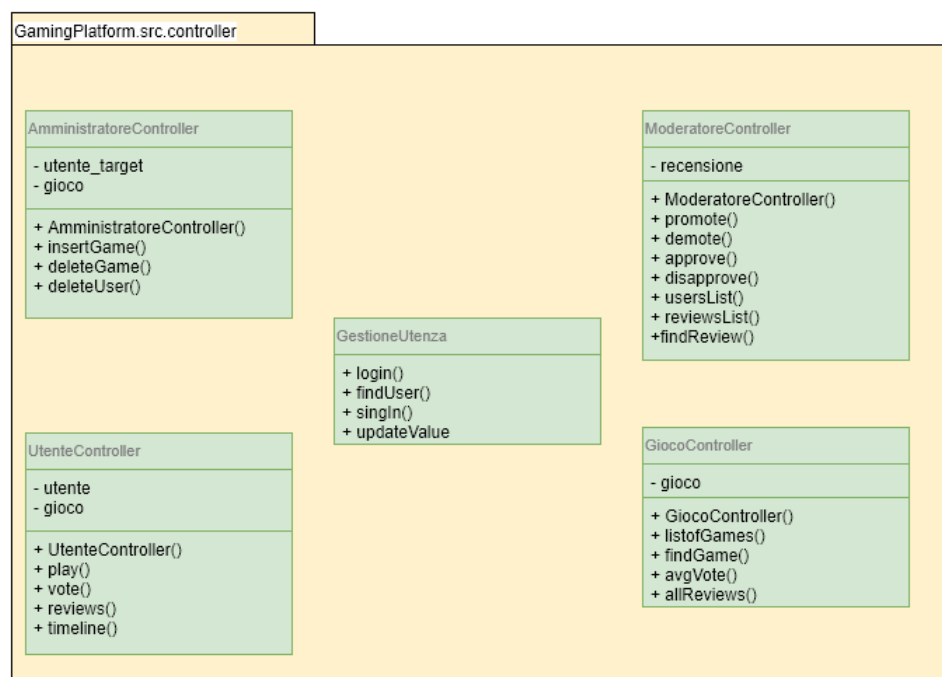 GamingPlatform.src.controller
AmministratoreController
- utente_target
- gioco
+ AmministratoreController()
+ insertGame()
+ deleteGame()
+ deleteUser()
ModeratoreController
- recensione
+ ModeratoreController()
+ promote()
+ demote()
+ approve()
+ disapprove()
+ usersList()
+ reviewsList()
+findReview()
GestioneUtenza
+ login()
+ findUser()
+ singIn()
+ updateValue
UtenteController
- utente
- gioco
+ UtenteController()
+ play()
+ vote()
+ reviews()
+ timeline()
GiocoController
- gioco
+ GiocoController()
+ listofGames()
+ findGame()
+ avgVote()
+ allReviews()